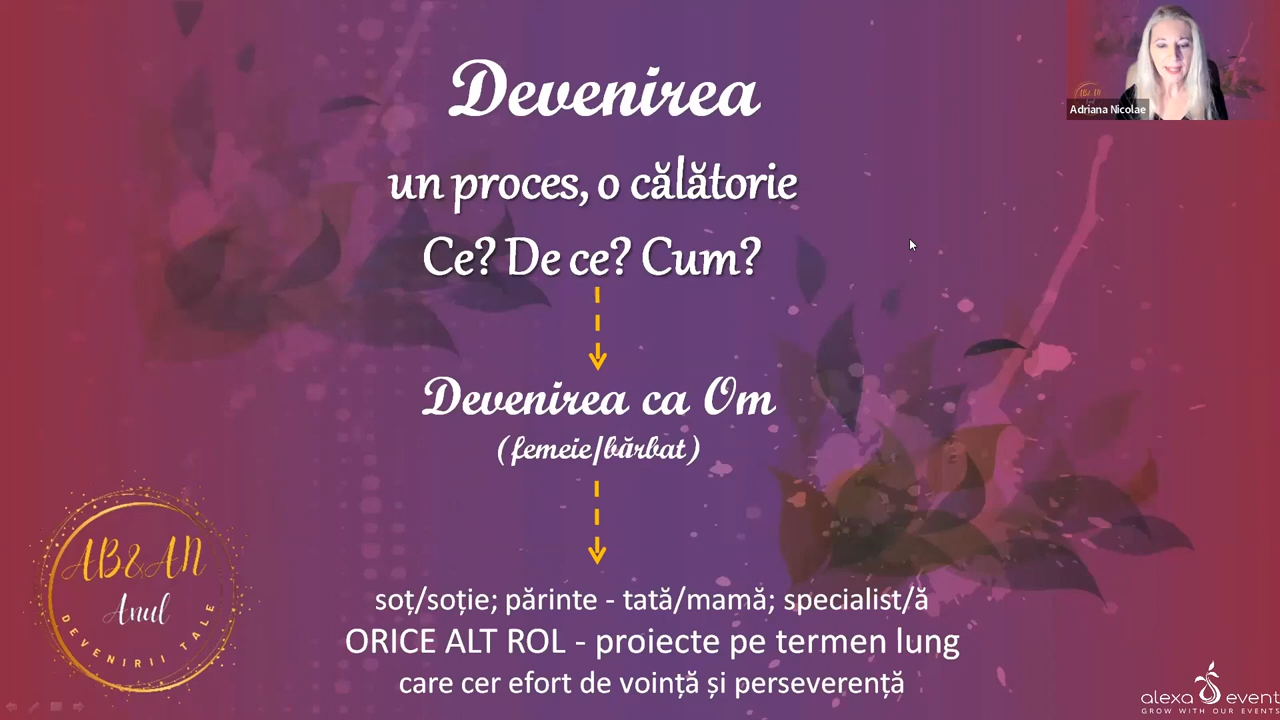 Devenirea
un proces, o călătorie
Ce? De ce? Cum?
Devenirea ca Om
(femeie/bărbat)
soț/soție; părinte - tată/mamă; specialist/ă
ORICE ALT ROL - proiecte pe termen lung
care cer efort de voință și perseverență
Adriana Nicolae
AB&AN
Anul
DEVENIRII TALE
alexa event
GROW WITH OUR EVENTS